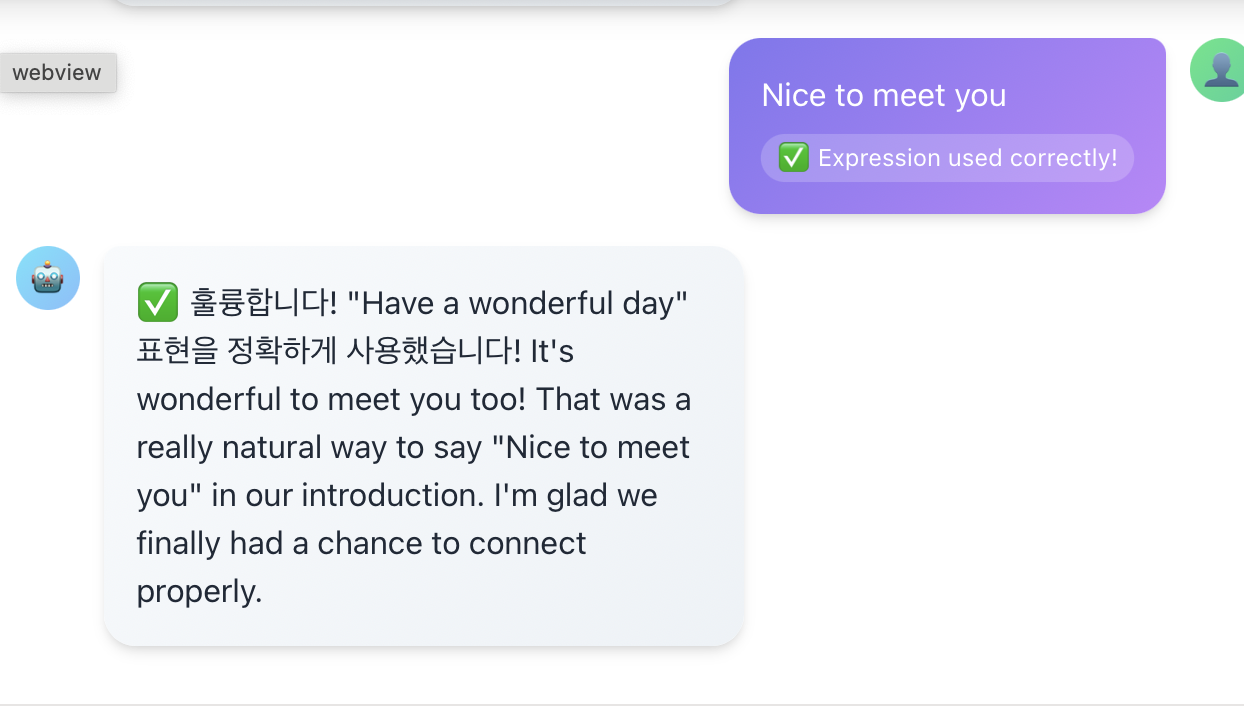 webview
Nice to meet you
✅ Expression used correctly!
✅ 훌륭합니다! "Have a wonderful day"
표현을 정확하게 사용했습니다! It's
wonderful to meet you too! That was a
really natural way to say "Nice to meet
you" in our introduction. I'm glad we
finally had a chance to connect
properly.